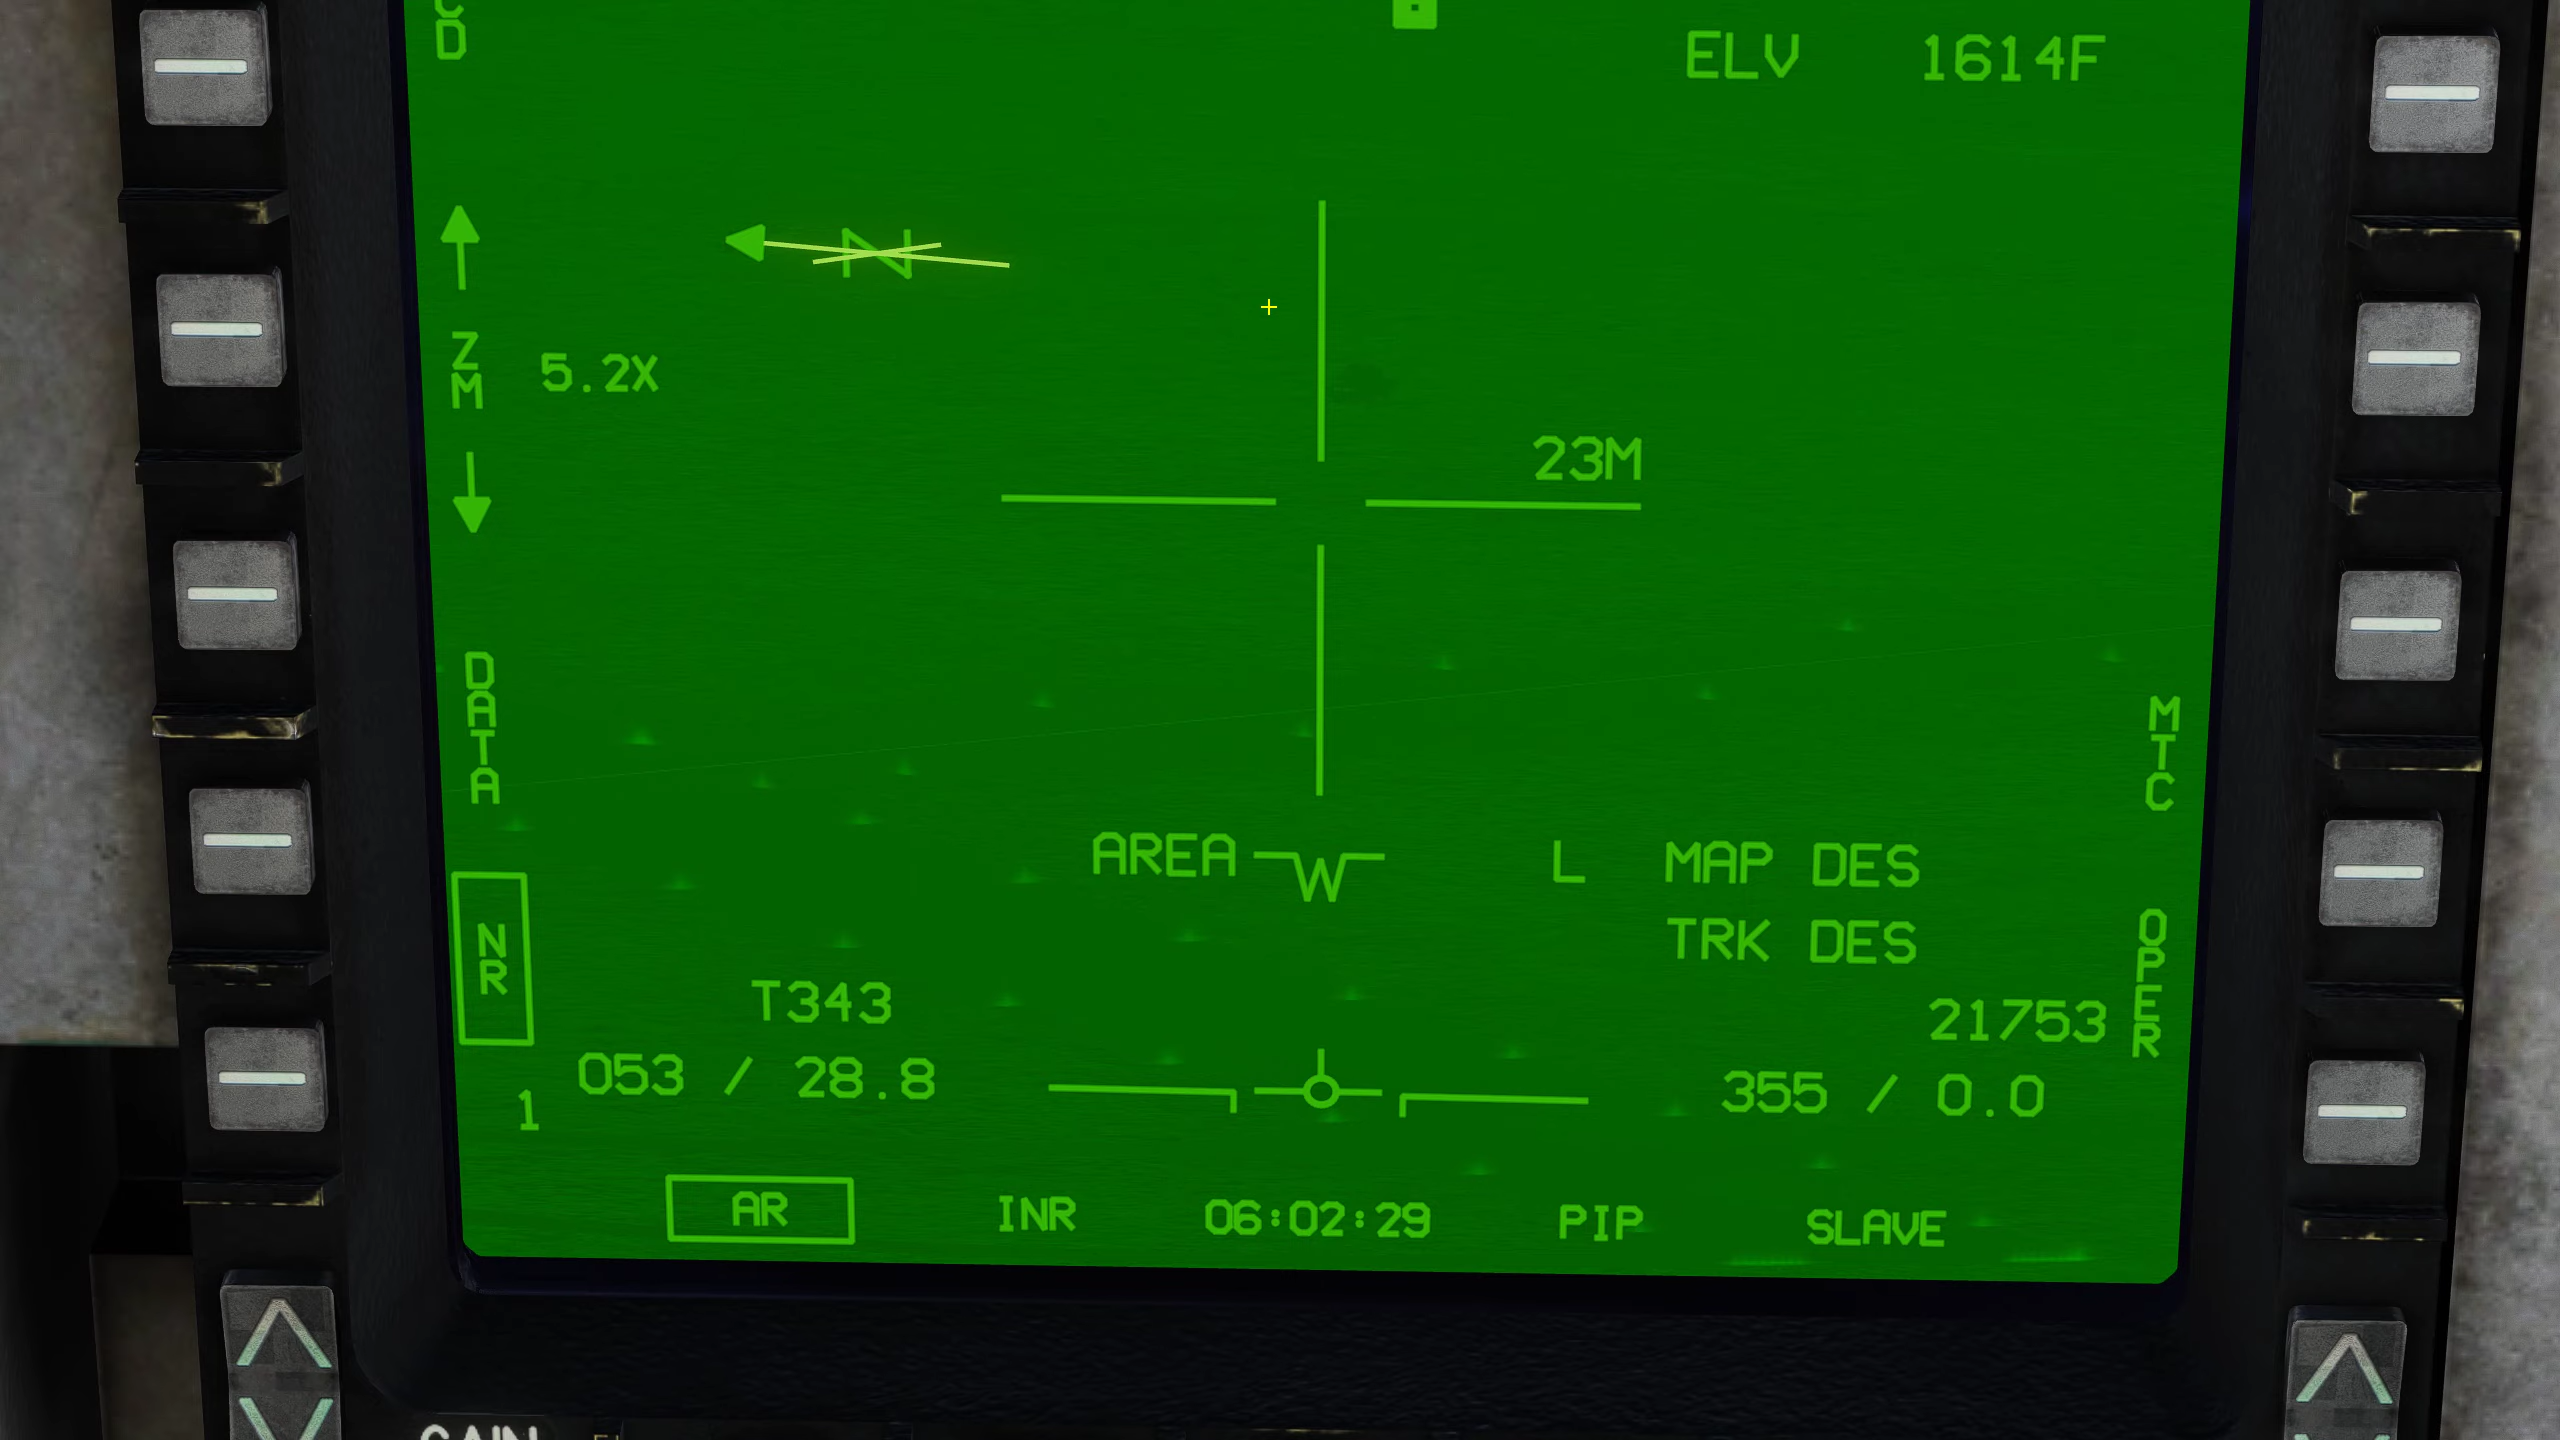 ELV 1614F
N
ZM
5.2X
23M
DATA
MTC
AREA W L MAP DES
TRK DES
NR
OPER
T343
21753
053 / 28.8
355 / 0.0
1
AR INR 06:02:29 PIP SLAVE
GAIN